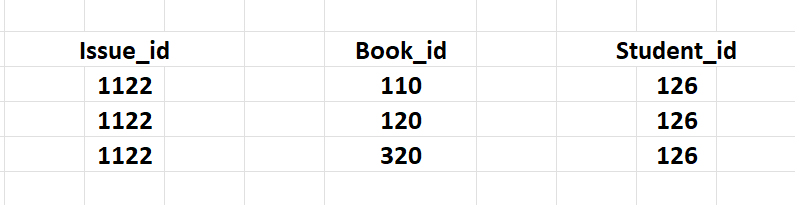 Issue_id Book_id Student_id
1122 110 126
1122 120 126
1122 320 126